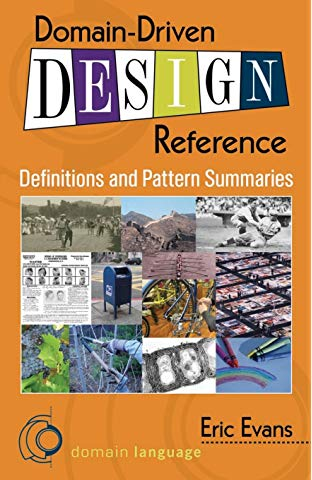 Domain-Driven
DESIGN
Reference
Definitions and Pattern Summaries
Eric Evans
domain language